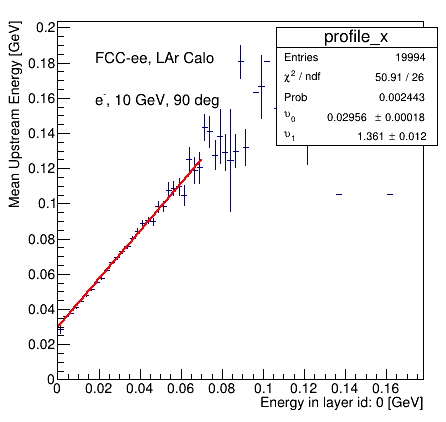 profile_x
Entries 19994
χ² / ndf 50.91 / 26
Prob 0.002443
υ₀ 0.02956 ± 0.00018
υ₁ 1.361 ± 0.012
FCC-ee, LAr Calo
e⁻, 10 GeV, 90 deg
Mean Upstream Energy [GeV]
0.2
0.18
0.16
0.14
0.12
0.1
0.08
0.06
0.04
0.02
0
0 0.02 0.04 0.06 0.08 0.1 0.12 0.14 0.16
Energy in layer id: 0 [GeV]